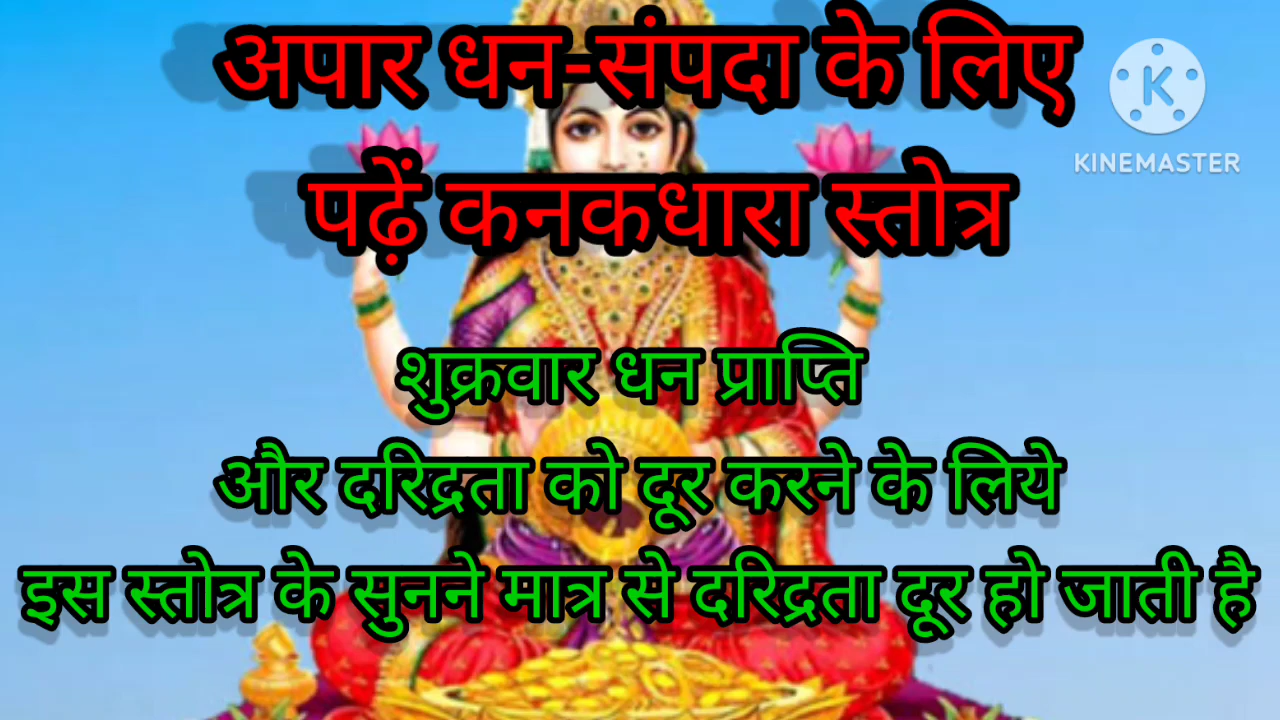 अपार धन-संपदा के लिए
पढ़ें कनकधारा स्तोत्र
K
KINEMASTER
शुक्रवार धन प्राप्ति
और दरिद्रता को दूर करने के लिये
इस स्तोत्र के सुनने मात्र से दरिद्रता दूर हो जाती है